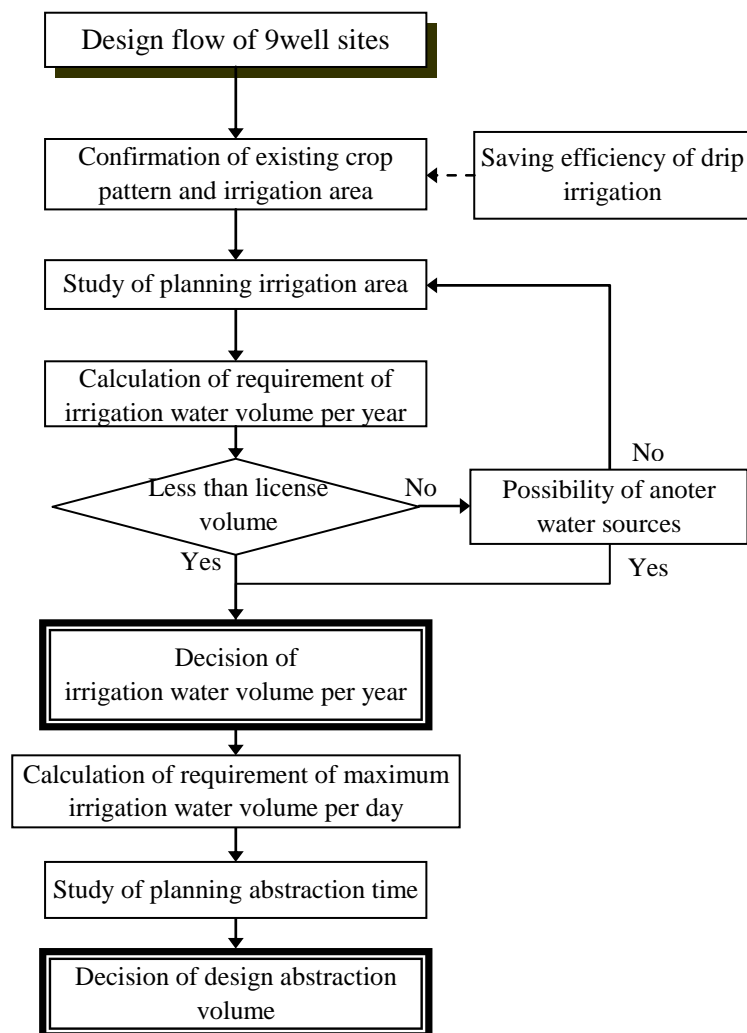 Design flow of 9well sites
Confirmation of existing crop
pattern and irrigation area
Saving efficiency of drip
irrigation
Study of planning irrigation area
Calculation of requirement of
irrigation water volume per year
No
Less than license
volume
No
Possibility of anoter
water sources
Yes
Yes
Decision of
irrigation water volume per year
Calculation of requirement of maximum
irrigation water volume per day
Study of planning abstraction time
Decision of design abstraction
volume